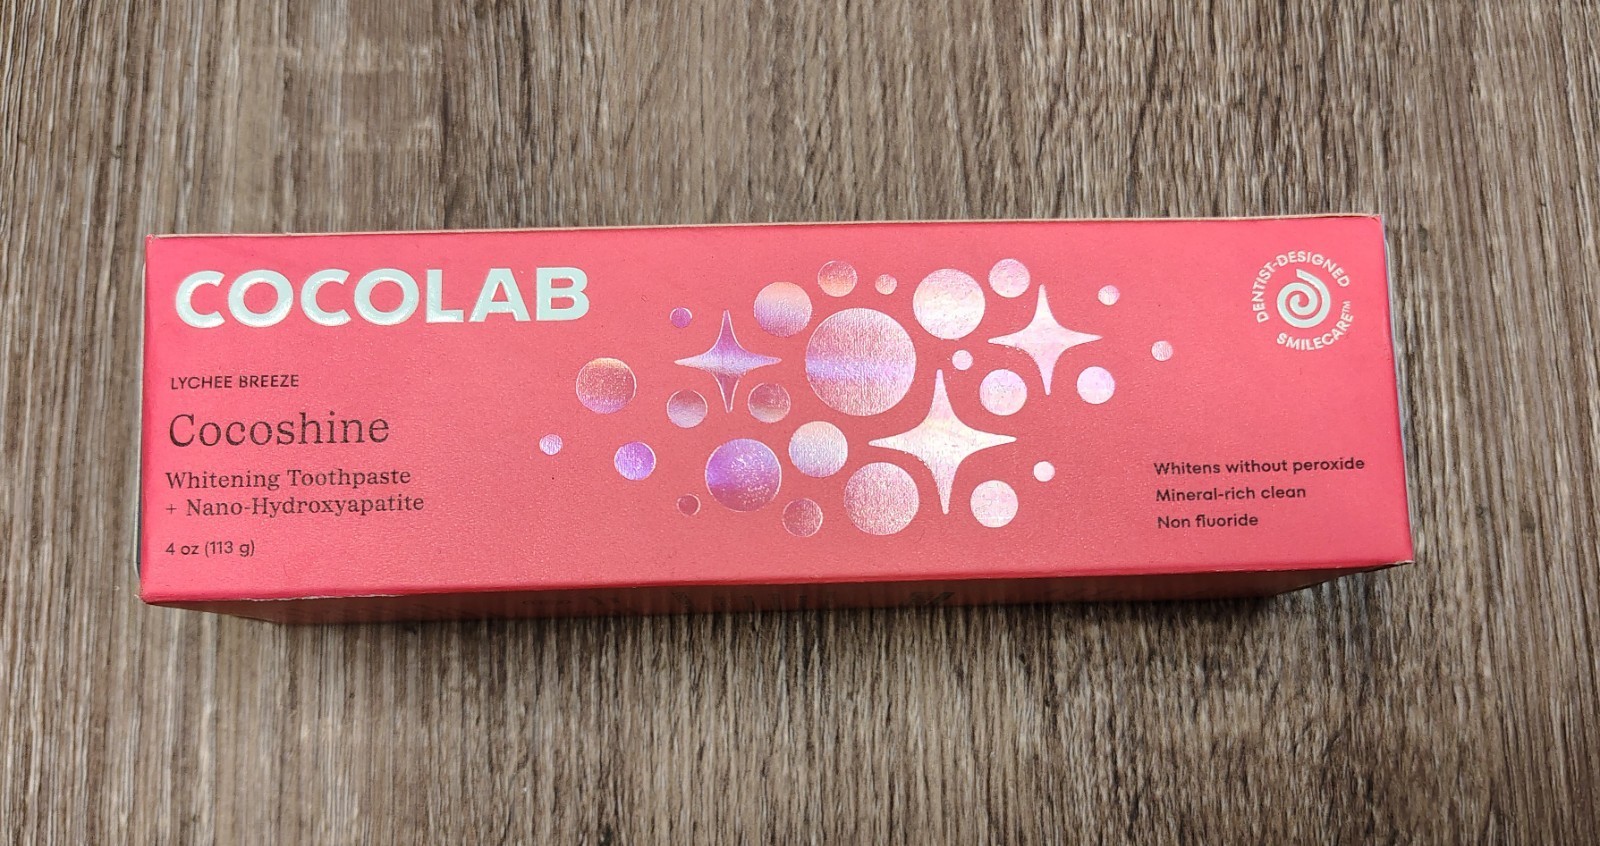 COCOLAB
LYCHEE BREEZE
Cocoshine
Whitening Toothpaste
+ Nano-Hydroxyapatite
4 oz (113 g)
DENTIST-DESIGNED
SMILECARE™
Whitens without peroxide
Mineral-rich clean
Non fluoride